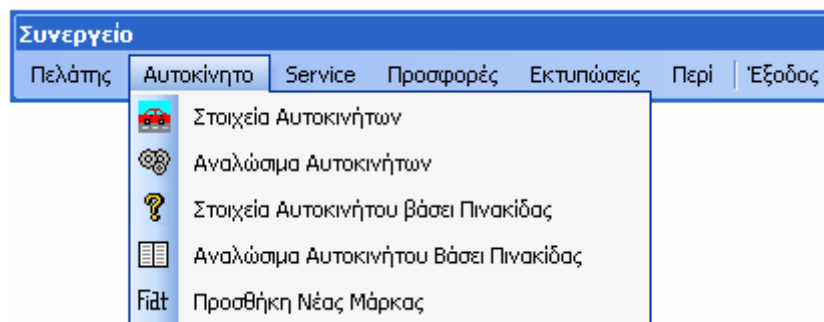 Συνεργείο
Πελάτης Αυτοκίνητο Service Προσφορές Εκτυπώσεις Περί Έξοδος
Στοιχεία Αυτοκινήτων
Αναλώσιμα Αυτοκινήτων
Στοιχεία Αυτοκινήτου βάσει Πινακίδας
Αναλώσιμα Αυτοκινήτου Βάσει Πινακίδας
Fiat Προσθήκη Νέας Μάρκας